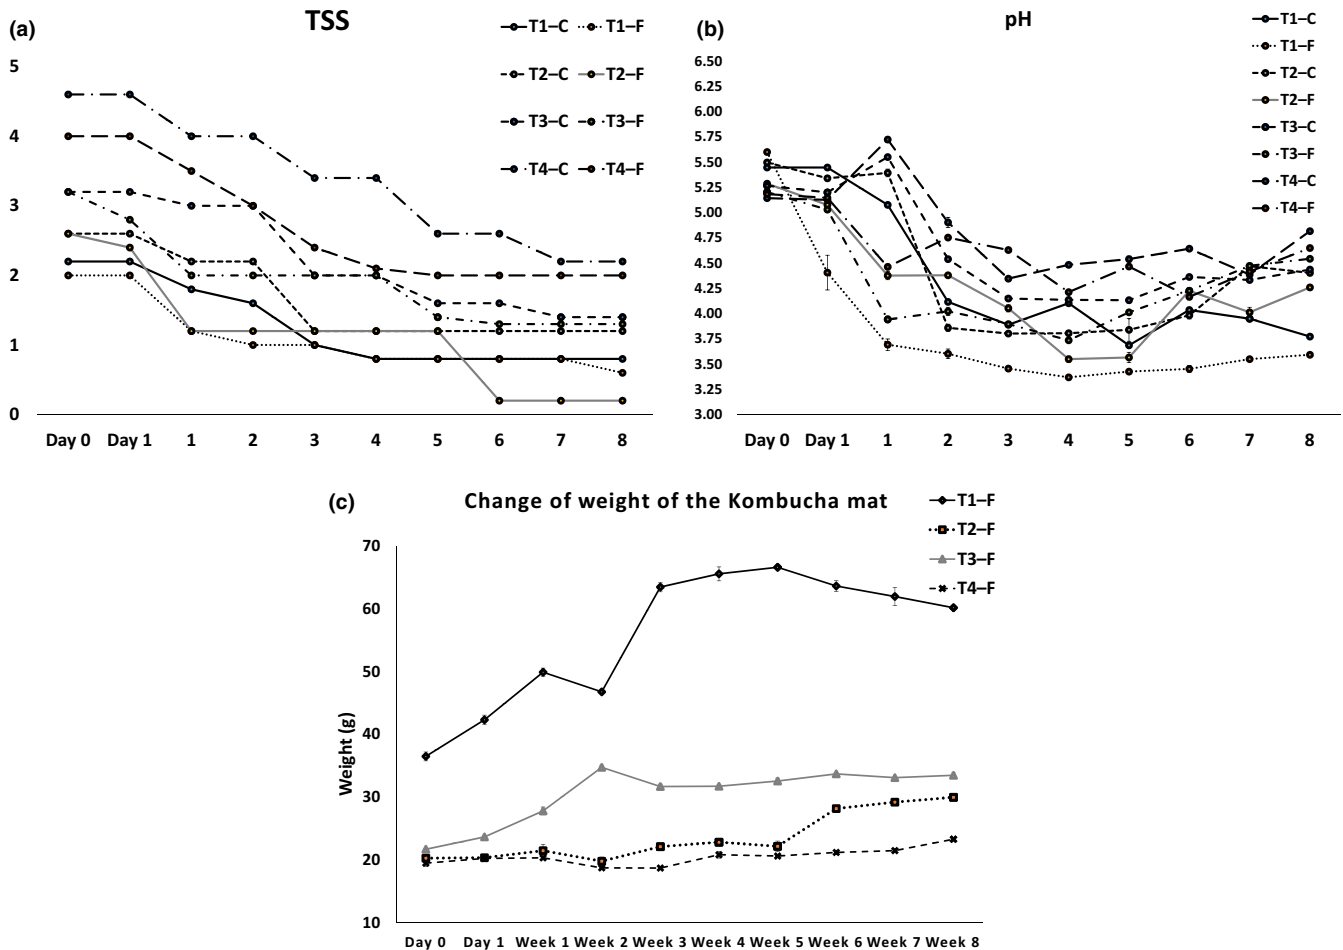 (a)
TSS
T1–C T1–F
T2–C T2–F
T3–C T3–F
T4–C T4–F
5
4
3
2
1
0
Day 0 Day 1 1 2 3 4 5 6 7 8
(b)
pH
T1–C
T1–F
T2–C
T2–F
T3–C
T3–F
T4–C
T4–F
6.50
6.25
6.00
5.75
5.50
5.25
5.00
4.75
4.50
4.25
4.00
3.75
3.50
3.25
3.00
Day 0 Day 1 1 2 3 4 5 6 7 8
(c)
Change of weight of the Kombucha mat
T1–F
T2–F
T3–F
T4–F
Weight (g)
70
60
50
40
30
20
10
Day 0 Day 1 Week 1 Week 2 Week 3 Week 4 Week 5 Week 6 Week 7 Week 8